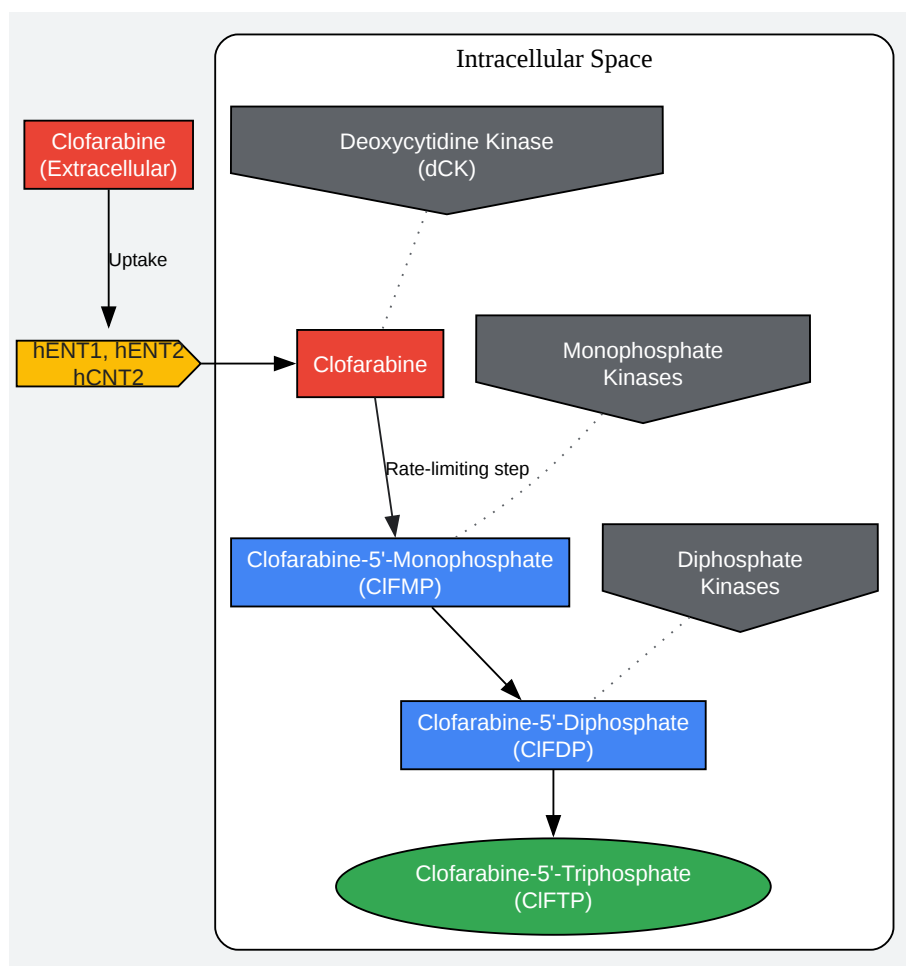 Intracellular Space
Clofarabine
(Extracellular)
Deoxycytidine Kinase
(dCK)
Uptake
hENT1, hENT2
hCNT2
Clofarabine
Monophosphate
Kinases
Rate-limiting step
Clofarabine-5'-Monophosphate
(ClFMP)
Diphosphate
Kinases
Clofarabine-5'-Diphosphate
(ClFDP)
Clofarabine-5'-Triphosphate
(ClFTP)